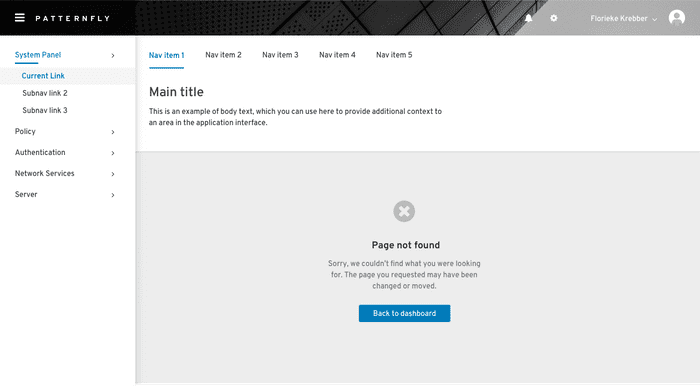 PATTERNFLY
Florieke Krebber
System Panel
Current Link
Subnav link 2
Subnav link 3
Policy
Authentication
Network Services
Server
Nav item 1 Nav item 2 Nav item 3 Nav item 4 Nav item 5
Main title
This is an example of body text, which you can use here to provide additional context to
an area in the application interface.
Page not found
Sorry, we couldn't find what you were looking
for. The page you requested may have been
changed or moved.
Back to dashboard